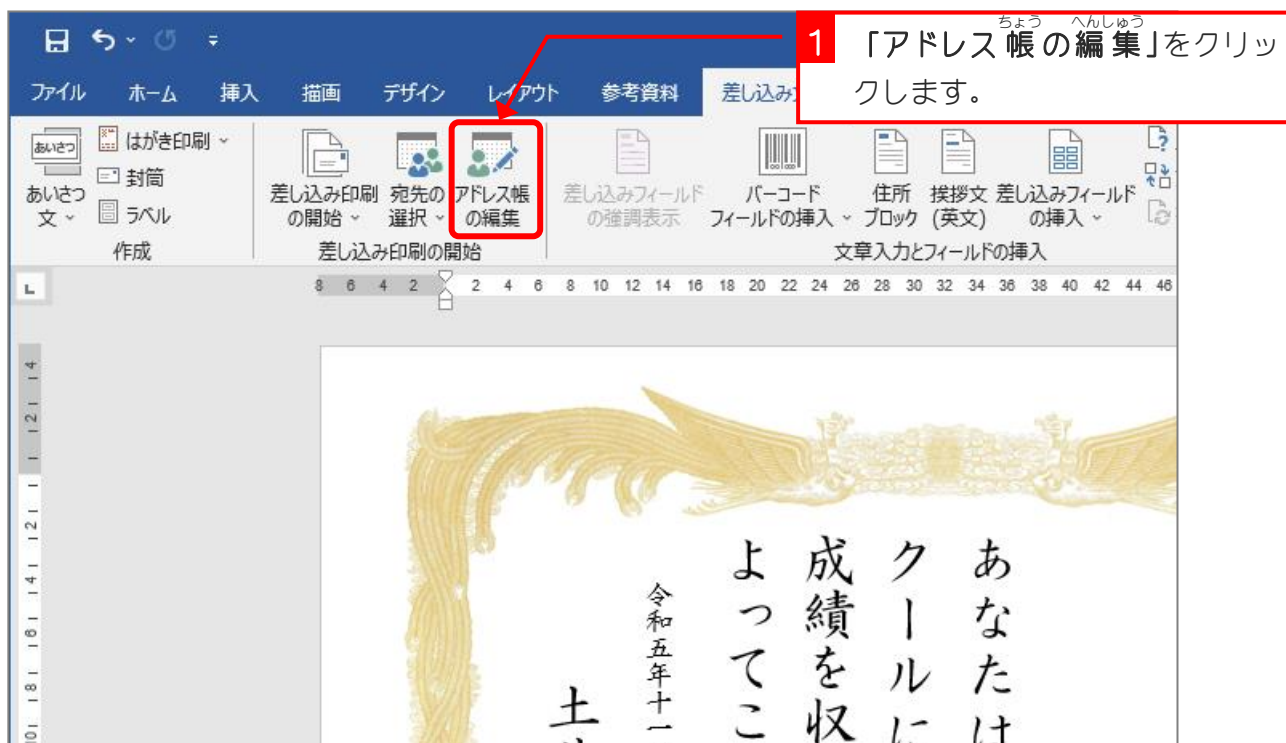 1
ちょう へんしゅう
「アドレス帳の編集」をクリッ
クします。
ファイル ホーム 挿入 描画 デザイン レイアウト 参考資料 差し込み
あいさつ
はがき印刷
封筒
ラベル
あいさつ
文
差し込み印刷
の開始
宛先の
選択
アドレス帳
の編集
差し込みフィールド
の強調表示
バーコード
フィールドの挿入
住所
ブロック
挨拶文
(英文)
差し込みフィールド
の挿入
作成 差し込み印刷の開始 文章入力とフィールドの挿入
L
8 6 4 2 2 4 6 8 10 12 14 16 18 20 22 24 26 28 30 32 34 36 38 40 42 44 46
4
2
2
4
6
8
10
あなたは
クールに
成績を収
よってこ
令和五年十一
土